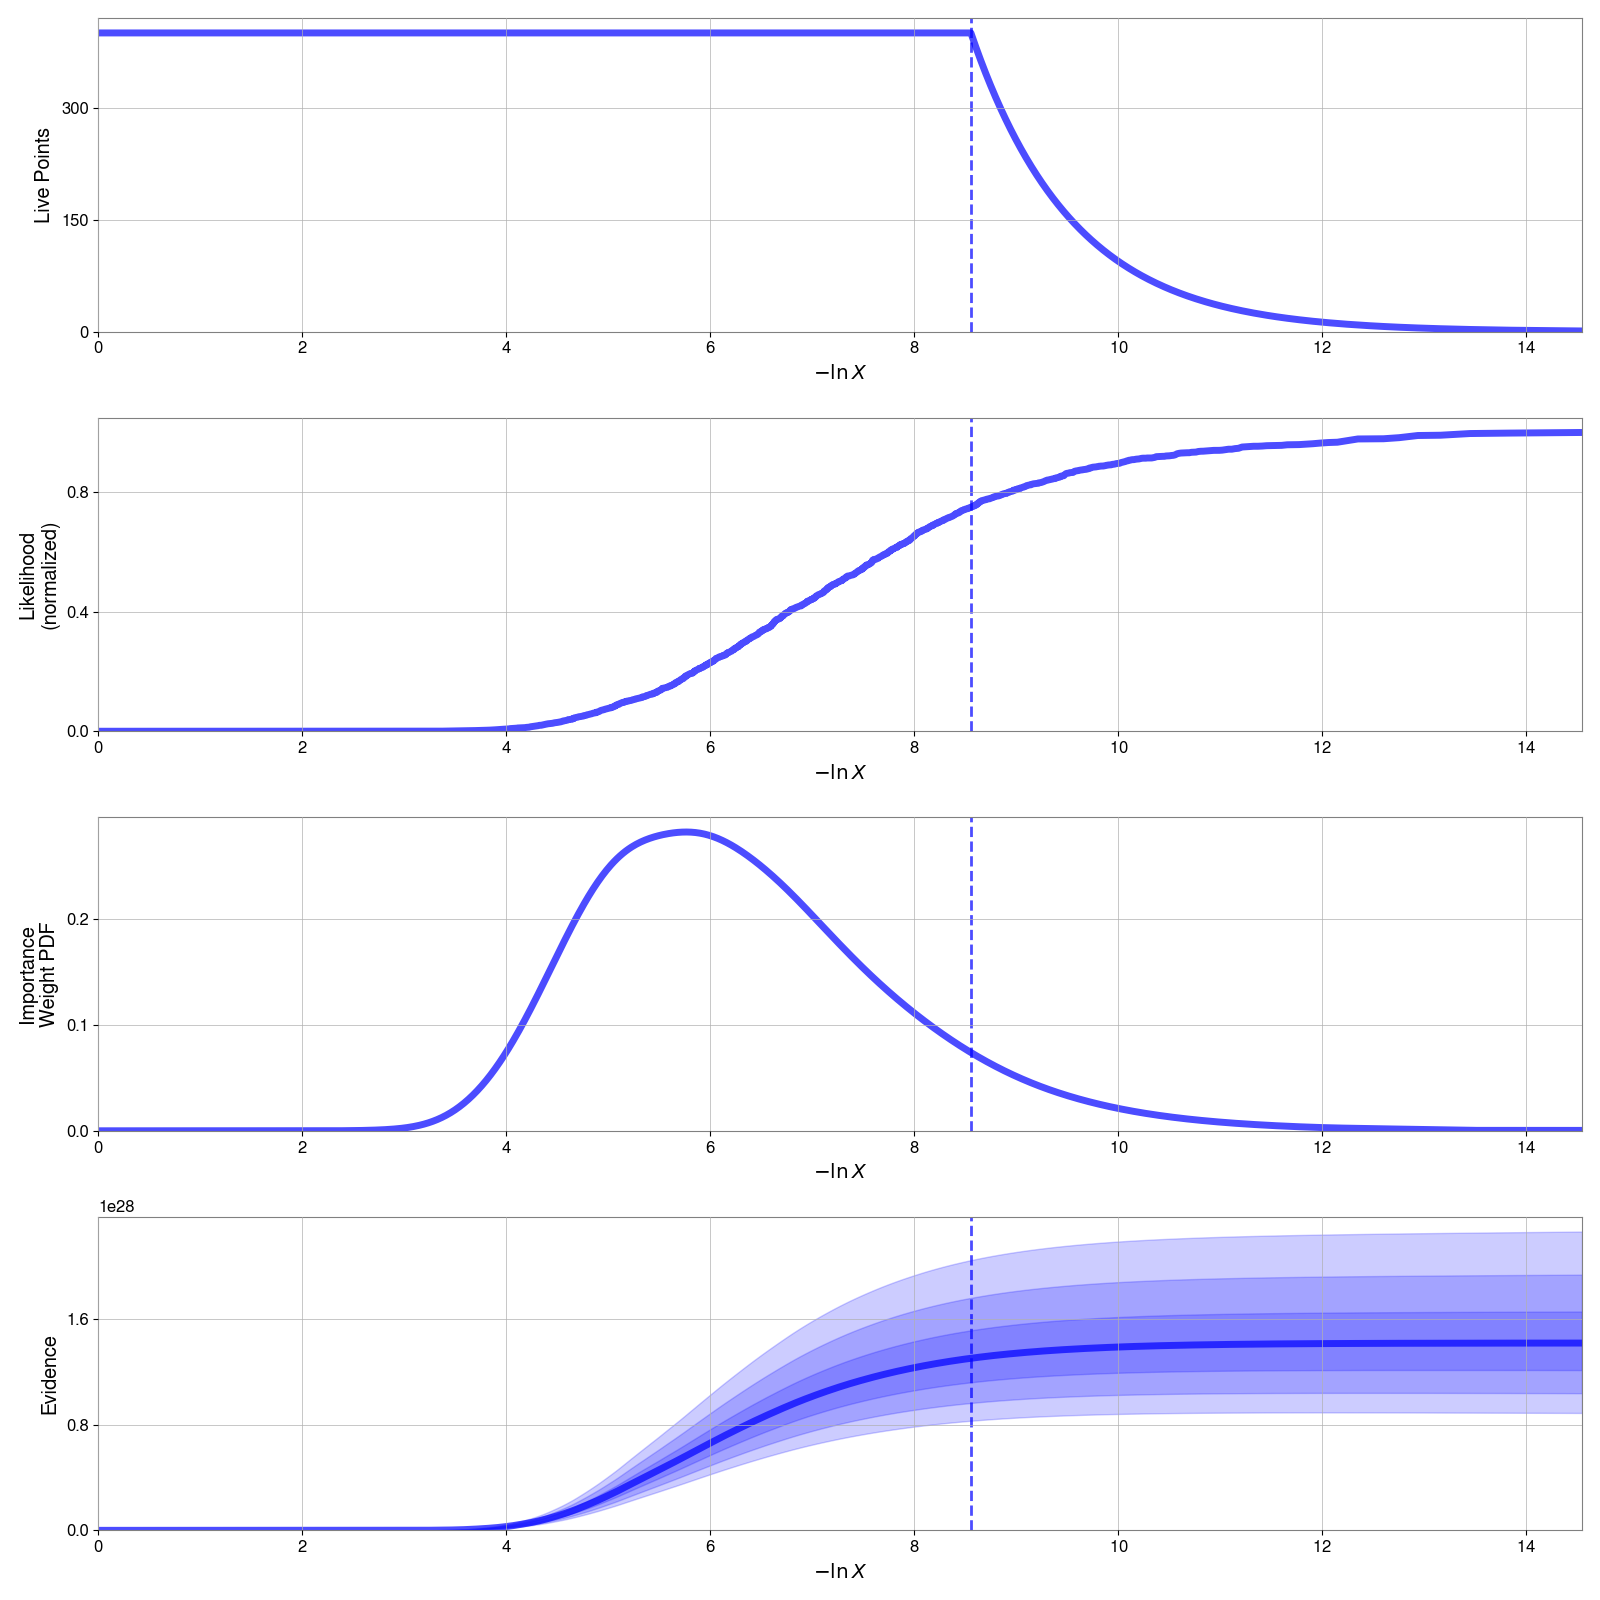 300
150
0
Live Points
0 2 4 6 8 10 12 14
−ln X
0.8
0.4
0.0
Likelihood
(normalized)
0 2 4 6 8 10 12 14
−ln X
0.2
0.1
0.0
Importance
Weight PDF
0 2 4 6 8 10 12 14
−ln X
1e28
1.6
0.8
0.0
Evidence
0 2 4 6 8 10 12 14
−ln X